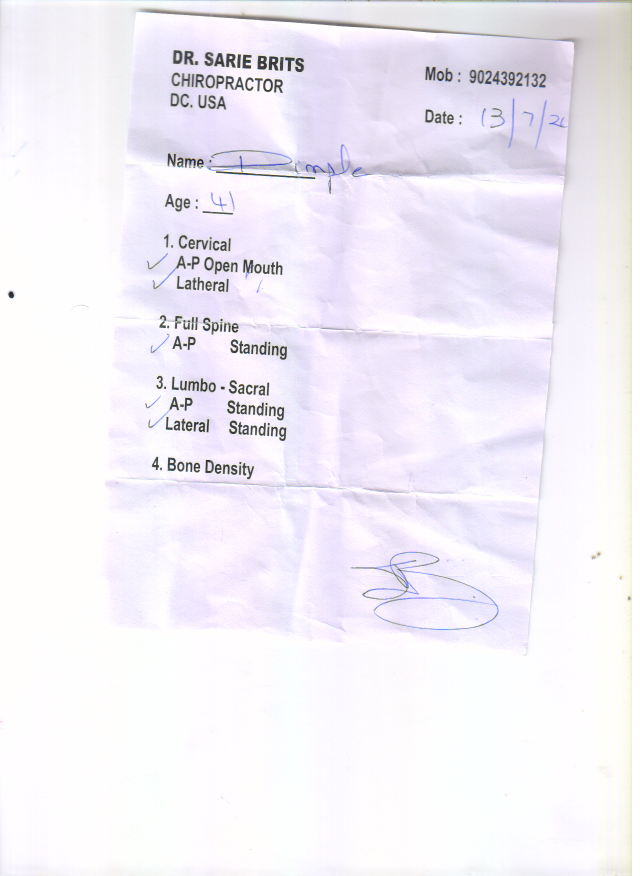 DR. SARIE BRITS
CHIROPRACTOR
DC. USA
Mob : 9024392132
Date : 13/7/2
Name : Dimple
Age : 41
1. Cervical
✓ A-P Open Mouth
✓ Latheral
2. Full Spine
✓ A-P Standing
3. Lumbo - Sacral
✓ A-P Standing
✓ Lateral Standing
4. Bone Density